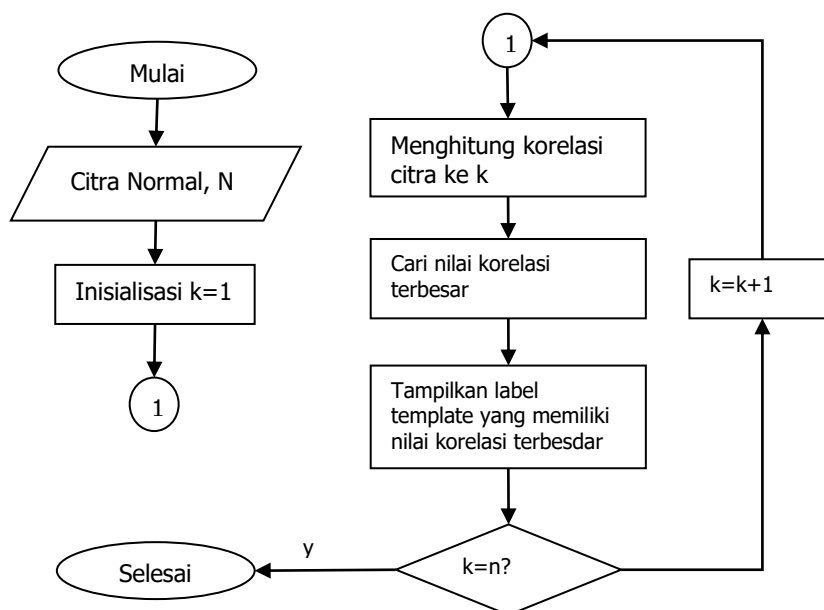 Mulai
Citra Normal, N
Inisialisasi k=1
1
1
Menghitung korelasi
citra ke k
Cari nilai korelasi
terbesar
Tampilkan label
template yang memiliki
nilai korelasi terbesdar
k=n?
y
Selesai
k=k+1